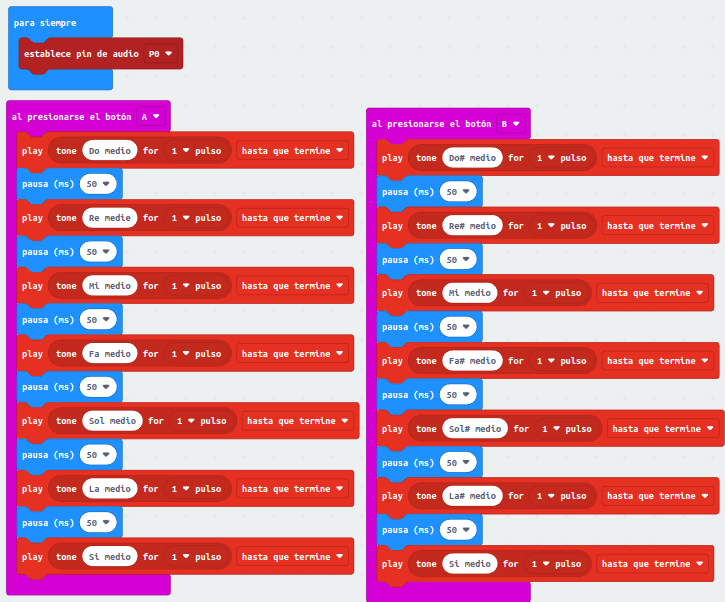 para siempre
establece pin de audio P0
al presionarse el botón A
play tone Do medio for 1 pulso hasta que termine
pausa (ms) 50
play tone Re medie for 1 pulso hasta que termine
pausa (ms) 50
play tone Mi medio for 1 pulso hasta que termine
pausa (ms) 50
play tone Fa medio for 1 pulso hasta que termine
pausa (ms) 50
play tone Sol medio for 1 pulso hasta que termine
pausa (ms) 50
play tone La medio for 1 pulso hasta que termine
pausa (ms) 50
play tone Si medio for 1 pulso hasta que termine
al presionarse el botón B
play tone Do# medio for 1 pulso hasta que termine
pausa (ms) 50
play tone Re# medio for 1 pulso hasta que termine
pausa (ms) 50
play tone Mi medio for 1 pulso hasta que termine
pausa (ms) 50
play tone Fa# medio for 1 pulso hasta que termine
pausa (ms) 50
play tone Sol# medio for 1 pulso hasta que termine
pausa (ms) 50
play tone La# medio for 1 pulso hasta que termine
pausa (ms) 50
play tone Si medio for 1 pulso hasta que termine